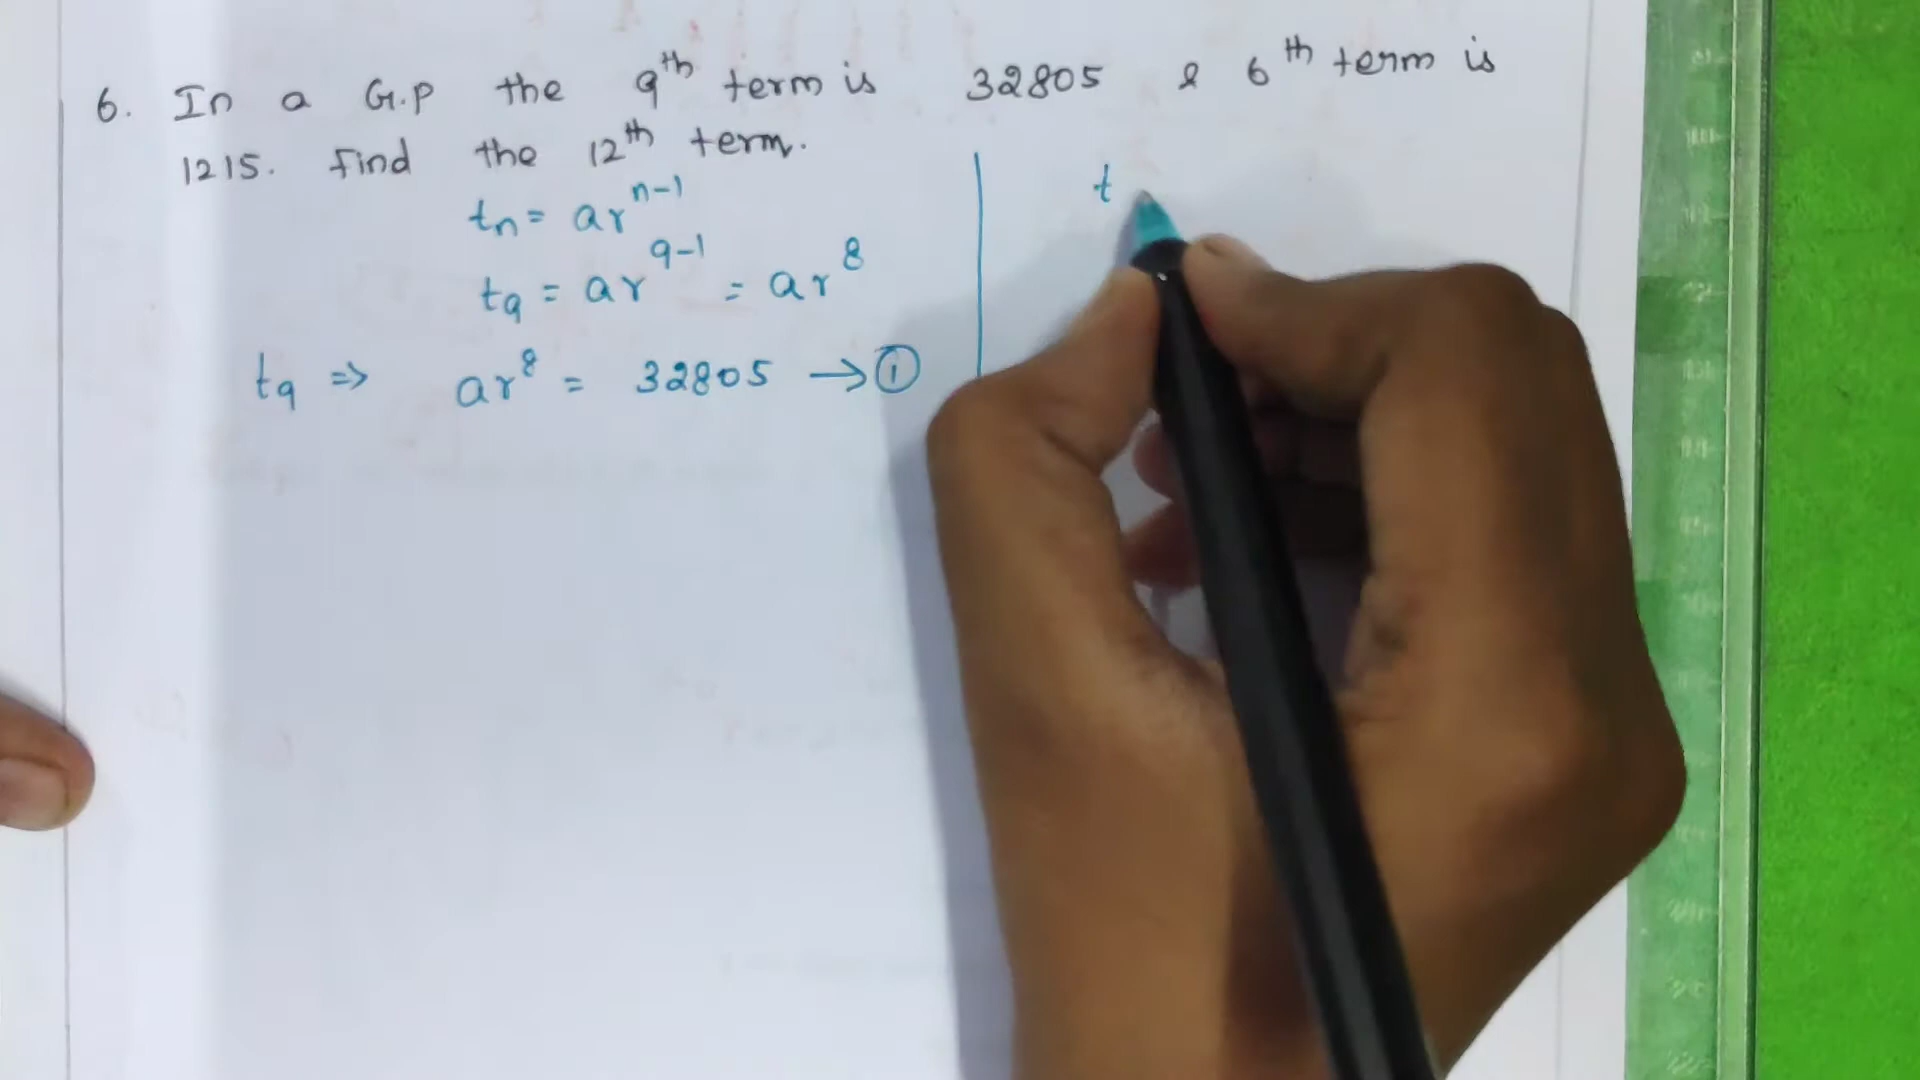 6. In a G.P the 9th term is 32805 & 6th term is
1215. Find the 12th term.
tn = ar^n-1
t9 = ar^9-1 = ar^8
t9 => ar^8 = 32805 → ①
t